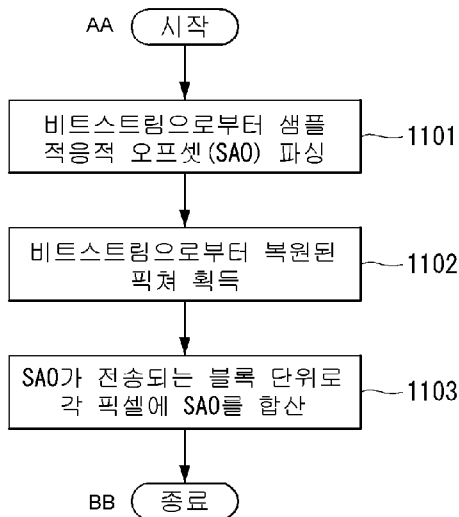 AA 시작
비트스트림으로부터 샘플
적응적 오프셋(SAO) 파싱
1101
비트스트림으로부터 복원된
픽쳐 획득
1102
SAO가 전송되는 블록 단위로
각 픽셀에 SAO를 합산
1103
BB 종료